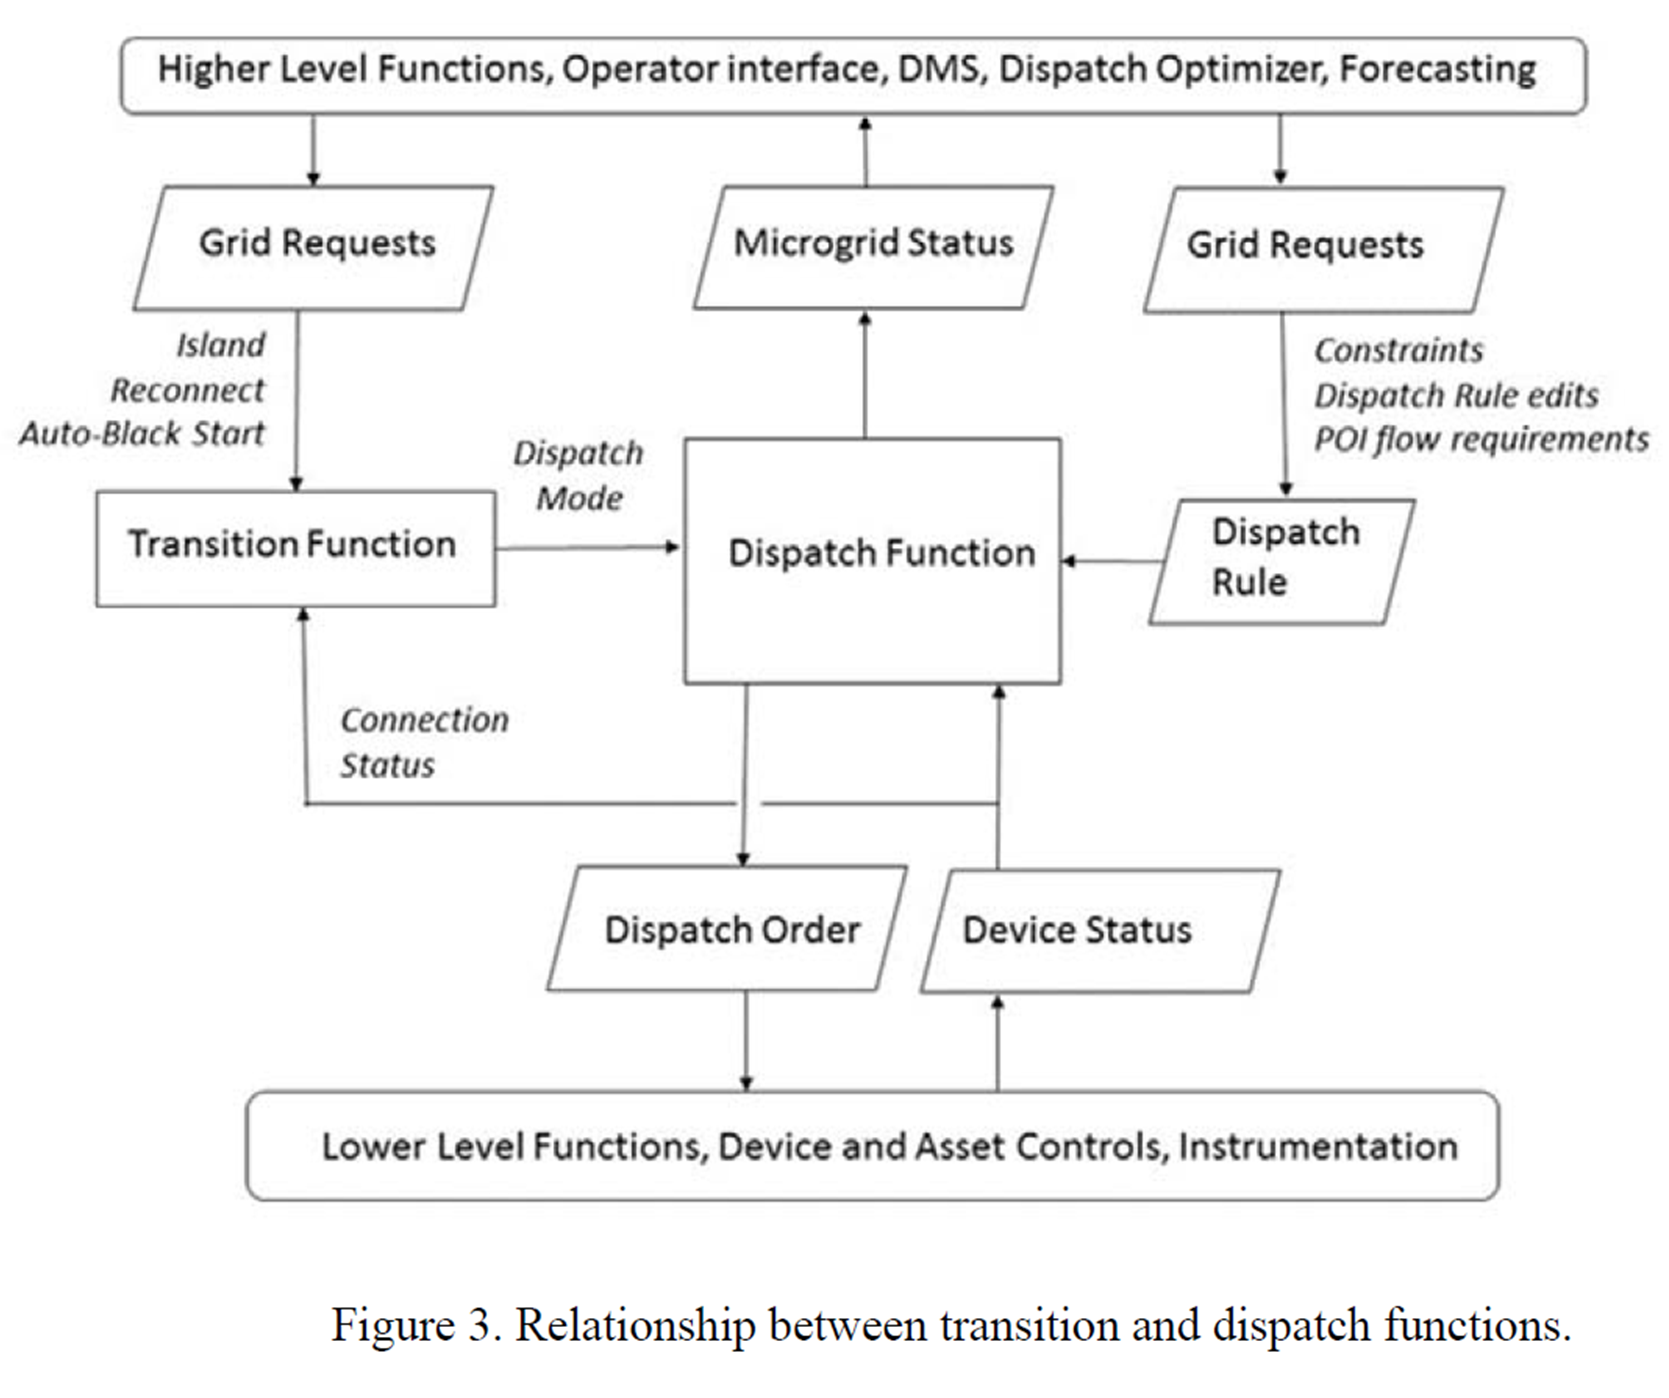 Higher Level Functions, Operator interface, DMS, Dispatch Optimizer, Forecasting
Grid Requests
Microgrid Status
Grid Requests
Island
Reconnect
Auto-Black Start
Constraints
Dispatch Rule edits
POI flow requirements
Dispatch
Mode
Transition Function
Dispatch Function
Dispatch
Rule
Connection
Status
Dispatch Order
Device Status
Lower Level Functions, Device and Asset Controls, Instrumentation
Figure 3. Relationship between transition and dispatch functions.